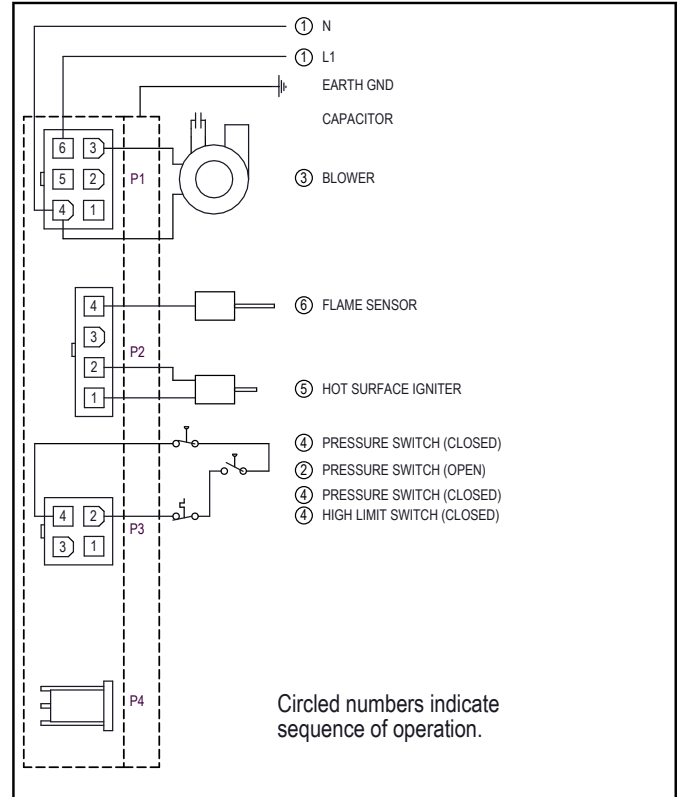 ① N
① L1
EARTH GND
CAPACITOR
6 3
5 2 P1
③ BLOWER
4 1
4
⑥ FLAME SENSOR
3
P2
2
⑤ HOT SURFACE IGNITER
1
④ PRESSURE SWITCH (CLOSED)
② PRESSURE SWITCH (OPEN)
④ PRESSURE SWITCH (CLOSED)
④ HIGH LIMIT SWITCH (CLOSED)
4 2
P3
3 1
P4
Circled numbers indicate
sequence of operation.